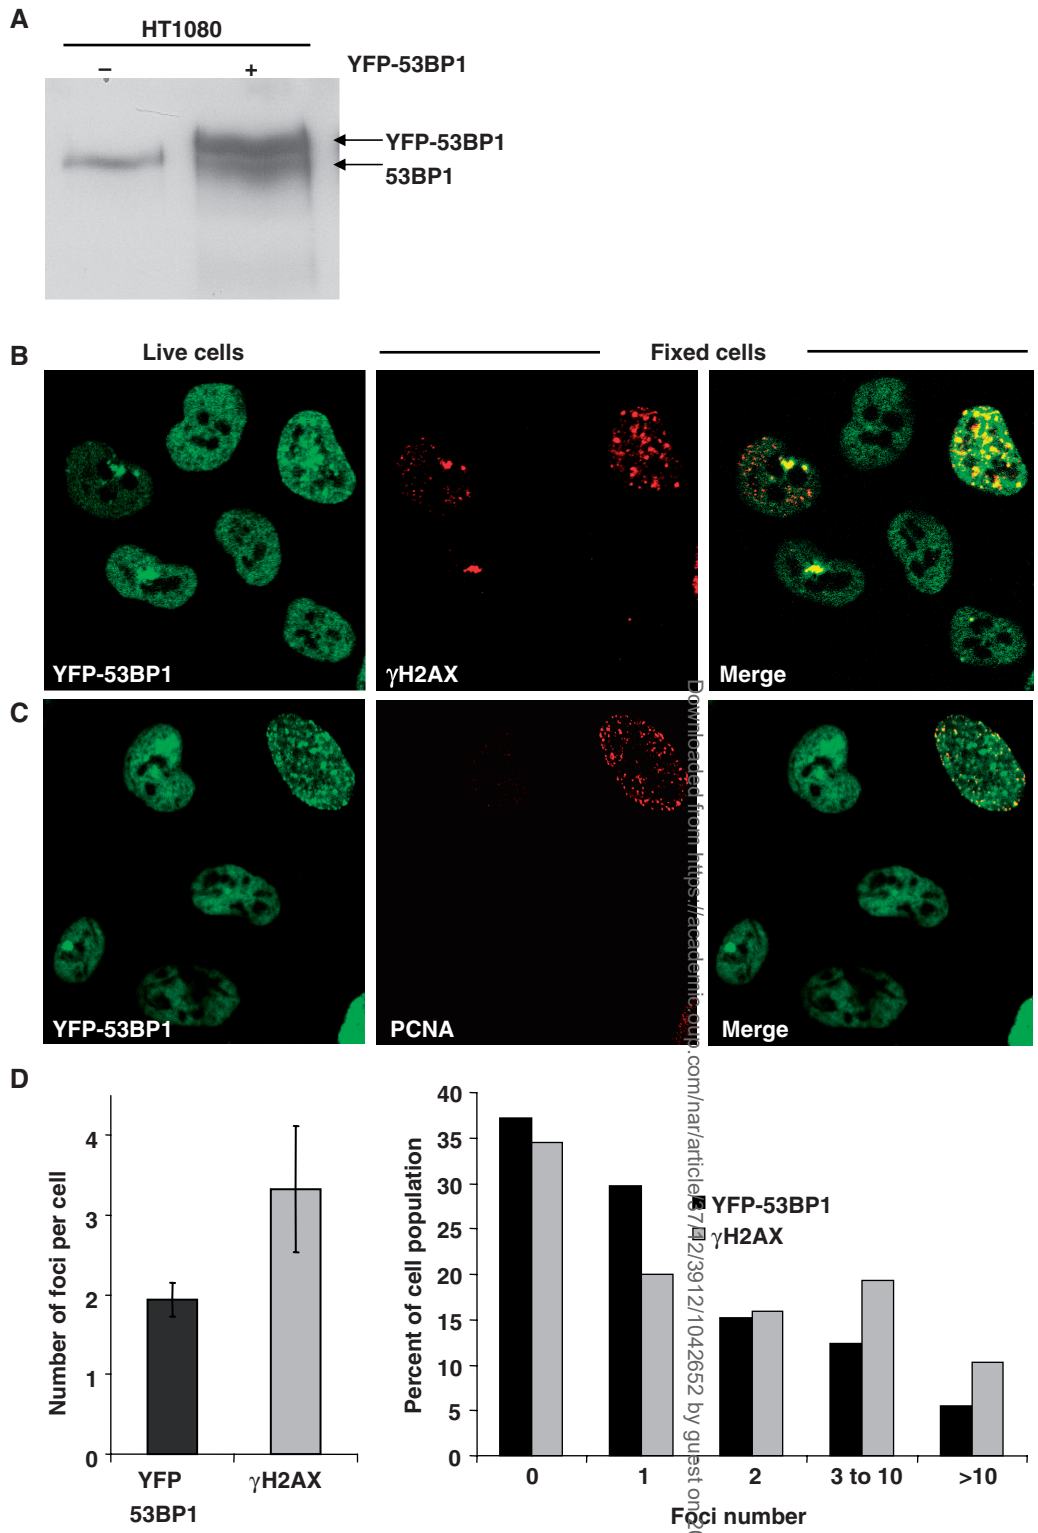 A
HT1080
– +
YFP-53BP1
YFP-53BP1
53BP1
B
Live cells
Fixed cells
YFP-53BP1
γH2AX
Merge
C
YFP-53BP1
PCNA
Merge
D
Number of foci per cell
4
3
2
1
0
YFP
53BP1
γH2AX
Percent of cell population
40
35
30
25
20
15
10
5
0
YFP-53BP1
γH2AX
0 1 2 3 to 10 >10
Foci number
Downloaded from https://academic.oup.com/nar/article/37/12/3912/1042652 by guest on